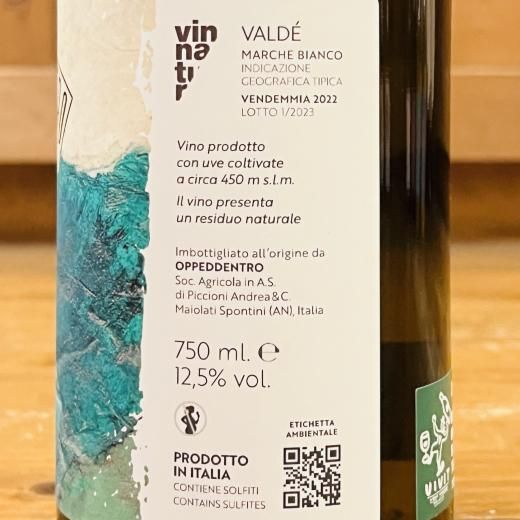 vin
na
tu
r
VALDÉ
MARCHE BIANCO
INDICAZIONE
GEOGRAFICA TIPICA
VENDEMMIA 2022
LOTTO 1/2023
Vino prodotto
con uve coltivate
a circa 450 m s.l.m.
Il vino presenta
un residuo naturale
Imbottigliato all'origine da
OPPEDDENTRO
Soc. Agricola in A.S.
di Piccioni Andrea & C.
Maiolati Spontini (AN), Italia
750 ml. ℮
12,5% vol.
ETICHETTA
AMBIENTALE
PRODOTTO
IN ITALIA
CONTIENE SOLFITI
CONTAINS SULFITES
VIVIT